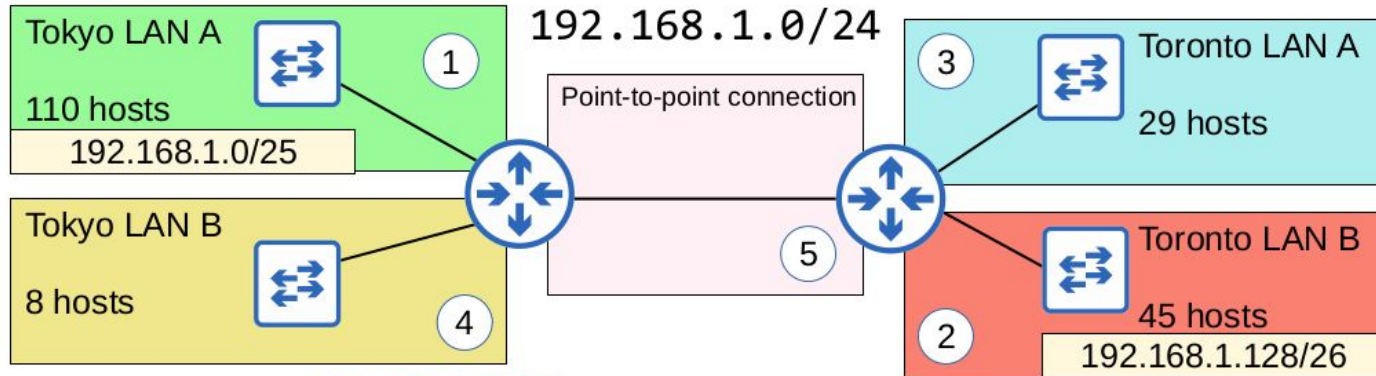 Tokyo LAN A
110 hosts
192.168.1.0/25
1
192.168.1.0/24
Point-to-point connection
5
3
Toronto LAN A
29 hosts
Tokyo LAN B
8 hosts
4
2
Toronto LAN B
45 hosts
192.168.1.128/26